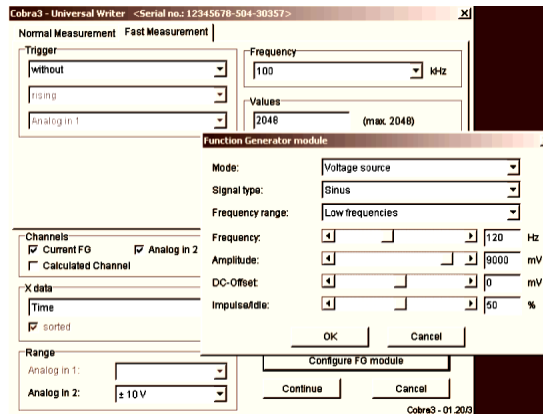 Cobra3 - Universal Writer <Serial no.: 12345678-504-30357>
Normal Measurement Fast Measurement
Trigger
without
rising
Analog in 1
Frequency
100 kHz
Values
2048 (max. 2048)
Function Generator module
Mode: Voltage source
Signal type: Sinus
Frequency range: Low frequencies
Frequency: 120 Hz
Amplitude: 9000 mV
DC-Offset: 0 mV
Impulse/Idle: 50 %
OK Cancel
Channels
Current FG Analog in 2
Calculated Channel
X data
Time
sorted
Range
Analog in 1:
Analog in 2: ± 10 V
Configure FG module
Continue Cancel
Cobra3 - 01.20/3